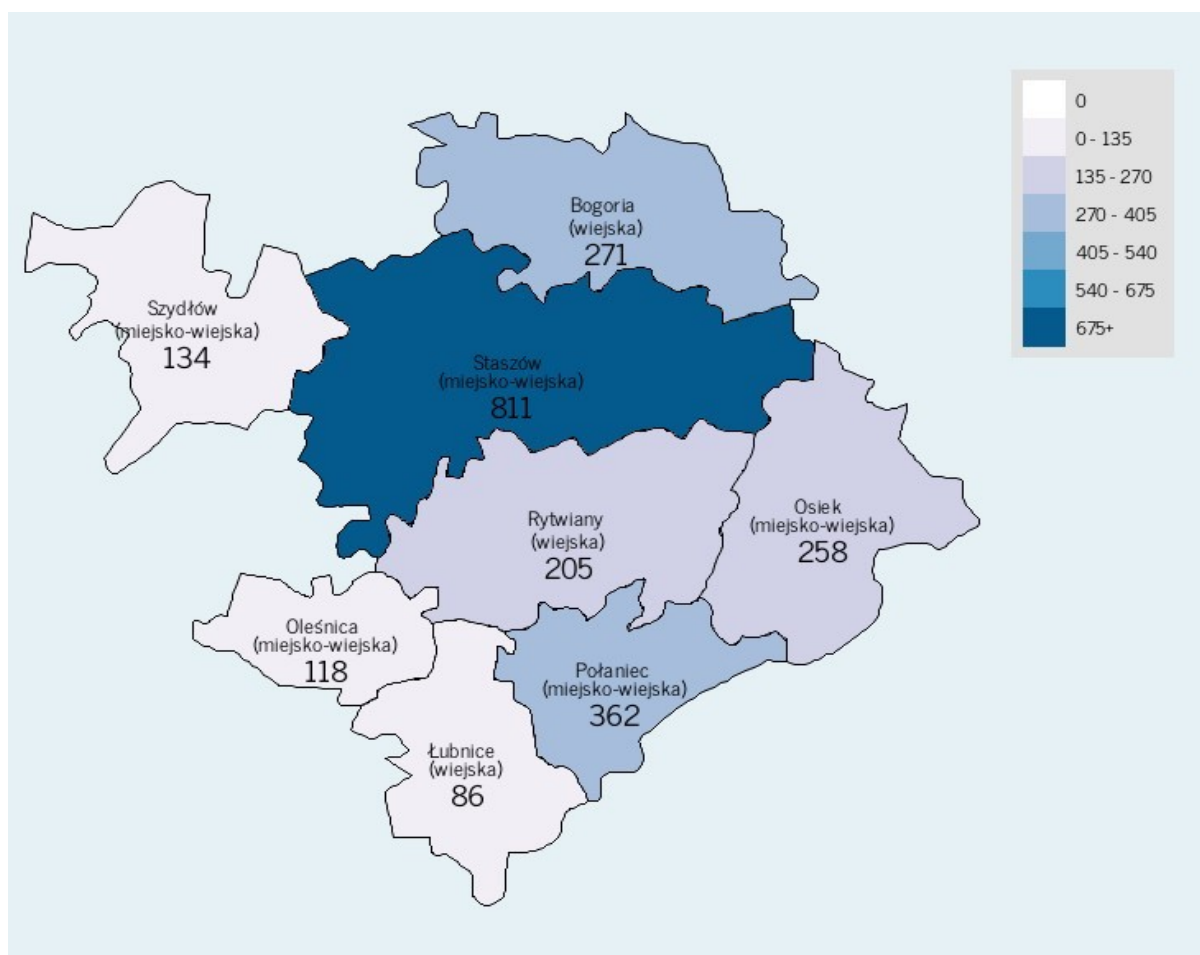 0
0 - 135
135 - 270
270 - 405
405 - 540
540 - 675
675+
Bogoria
(wiejska)
271
Szydłów
(miejsko-wiejska)
134
Staszów
(miejsko-wiejska)
811
Rytwiany
(wiejska)
205
Osiek
(miejsko-wiejska)
258
Oleśnica
(miejsko-wiejska)
118
Połaniec
(miejsko-wiejska)
362
Łubnice
(wiejska)
86